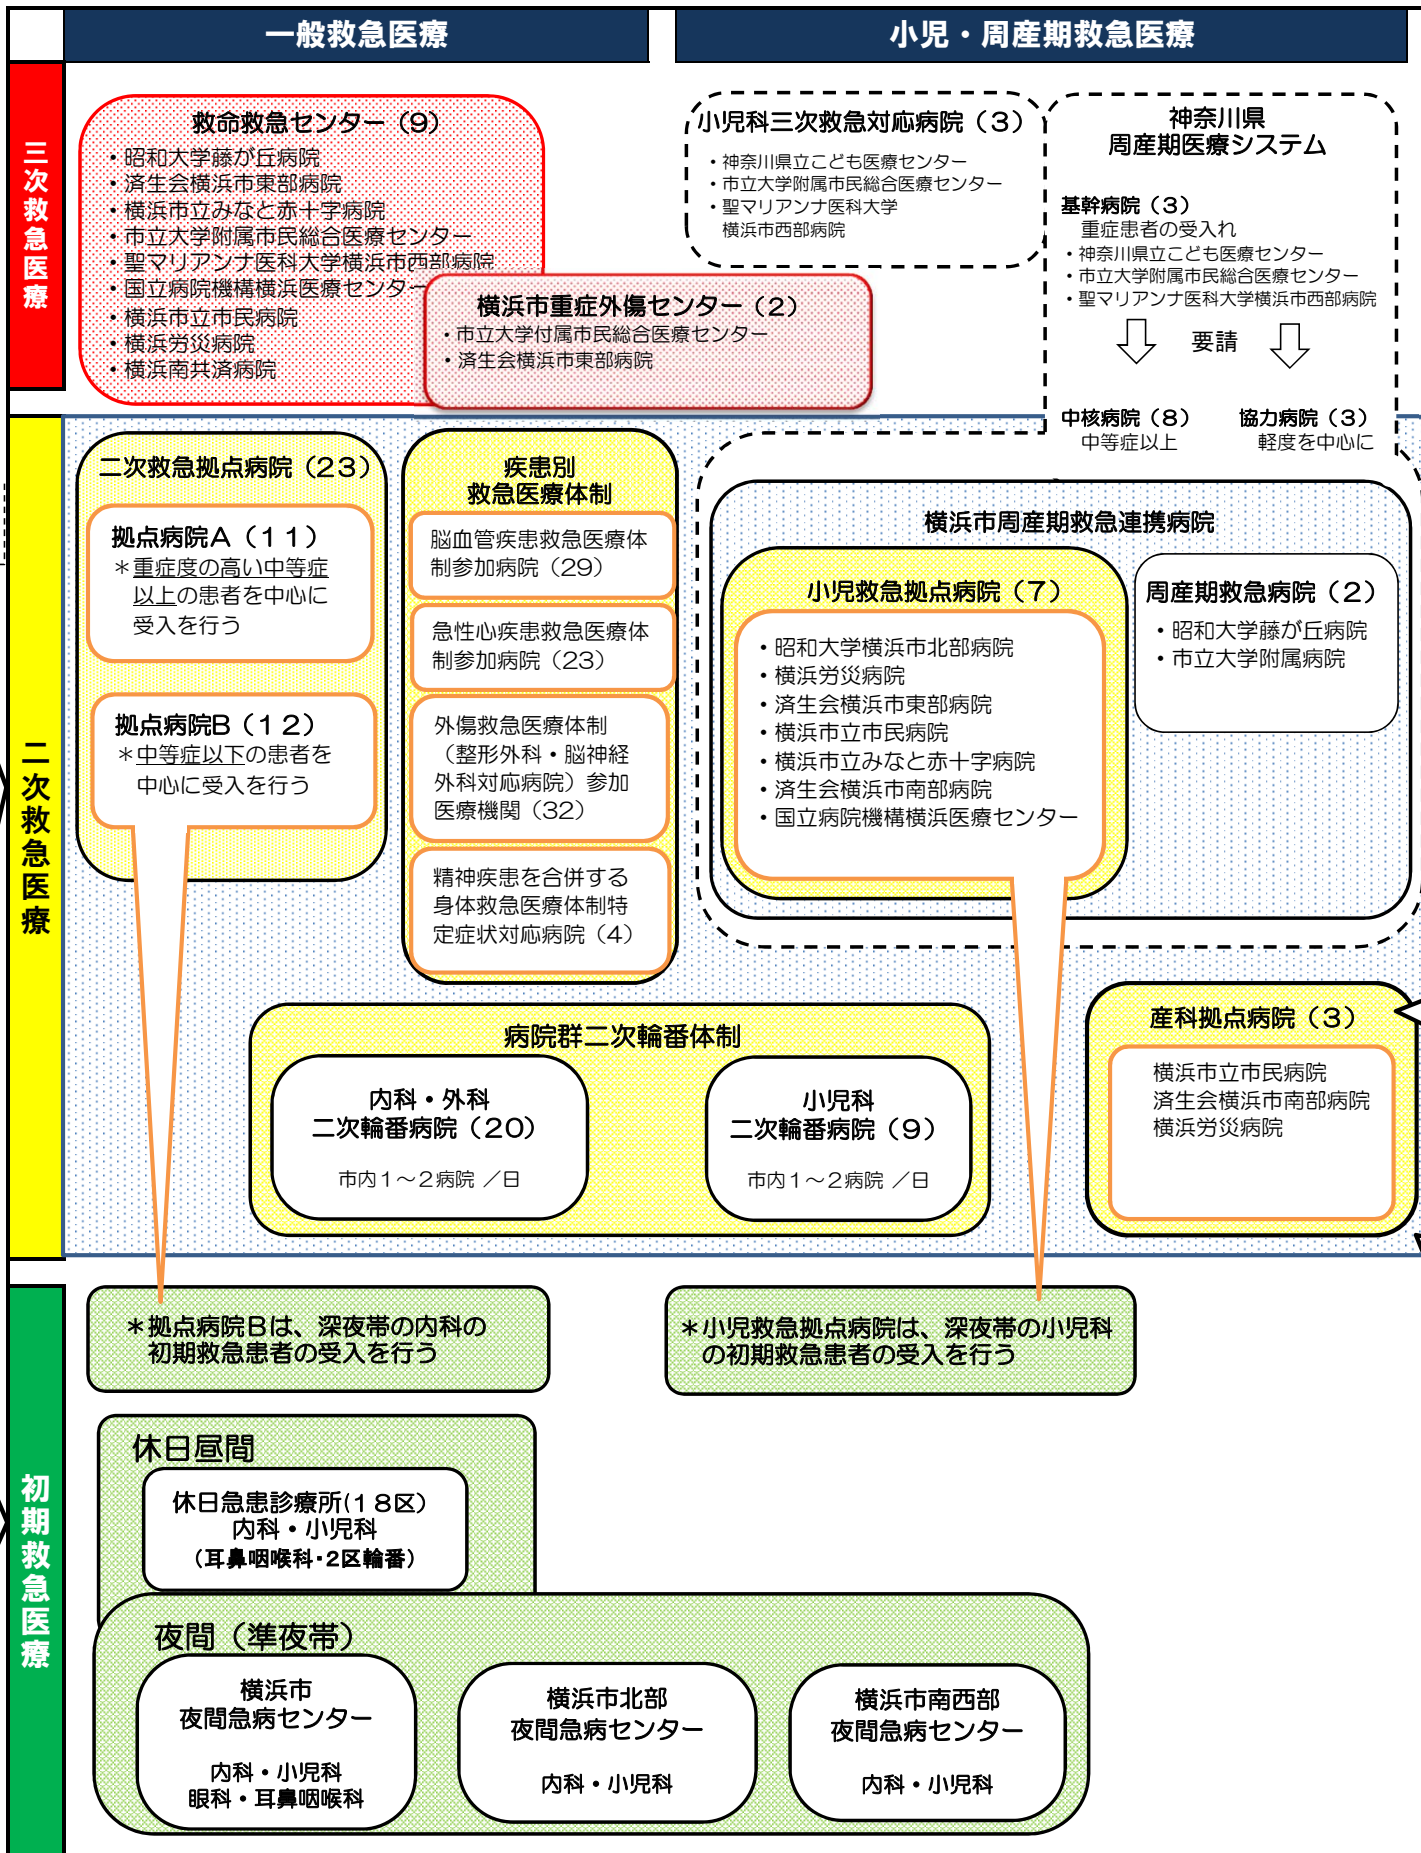 一般救急医療
小児・周産期救急医療
三次救急医療
救命救急センター（9）
・昭和大学藤が丘病院
・済生会横浜市東部病院
・横浜市立みなと赤十字病院
・市立大学附属市民総合医療センター
・聖マリアンナ医科大学横浜市西部病院
・国立病院機構横浜医療センター
・横浜市立市民病院
・横浜労災病院
・横浜南共済病院
横浜市重症外傷センター（2）
・市立大学付属市民総合医療センター
・済生会横浜市東部病院
小児科三次救急対応病院（3）
・神奈川県立こども医療センター
・市立大学附属市民総合医療センター
・聖マリアンナ医科大学
横浜市西部病院
神奈川県
周産期医療システム
基幹病院（3）
重症患者の受入れ
・神奈川県立こども医療センター
・市立大学附属市民総合医療センター
・聖マリアンナ医科大学横浜市西部病院
要請
中核病院（8）
中等症以上
協力病院（3）
軽度を中心に
二次救急医療
二次救急拠点病院（23）
拠点病院A（11）
＊重症度の高い中等症
以上の患者を中心に
受入を行う
拠点病院B（12）
＊中等症以下の患者を
中心に受入を行う
疾患別
救急医療体制
脳血管疾患救急医療体
制参加病院（29）
急性心疾患救急医療体
制参加病院（23）
外傷救急医療体制
（整形外科・脳神経
外科対応病院）参加
医療機関（32）
精神疾患を合併する
身体救急医療体制特
定症状対応病院（4）
横浜市周産期救急連携病院
小児救急拠点病院（7）
・昭和大学横浜市北部病院
・横浜労災病院
・済生会横浜市東部病院
・横浜市立市民病院
・横浜市立みなと赤十字病院
・済生会横浜市南部病院
・国立病院機構横浜医療センター
周産期救急病院（2）
・昭和大学藤が丘病院
・市立大学附属病院
病院群二次輪番体制
内科・外科
二次輪番病院（20）
市内1～2病院 ／日
小児科
二次輪番病院（9）
市内1～2病院 ／日
産科拠点病院（3）
横浜市立市民病院
済生会横浜市南部病院
横浜労災病院
初期救急医療
＊拠点病院Bは、深夜帯の内科の
初期救急患者の受入を行う
＊小児救急拠点病院は、深夜帯の小児科
の初期救急患者の受入を行う
休日昼間
休日急患診療所(18区)
内科・小児科
（耳鼻咽喉科・2区輪番）
夜間（準夜帯）
横浜市
夜間急病センター
内科・小児科
眼科・耳鼻咽喉科
横浜市北部
夜間急病センター
内科・小児科
横浜市南西部
夜間急病センター
内科・小児科